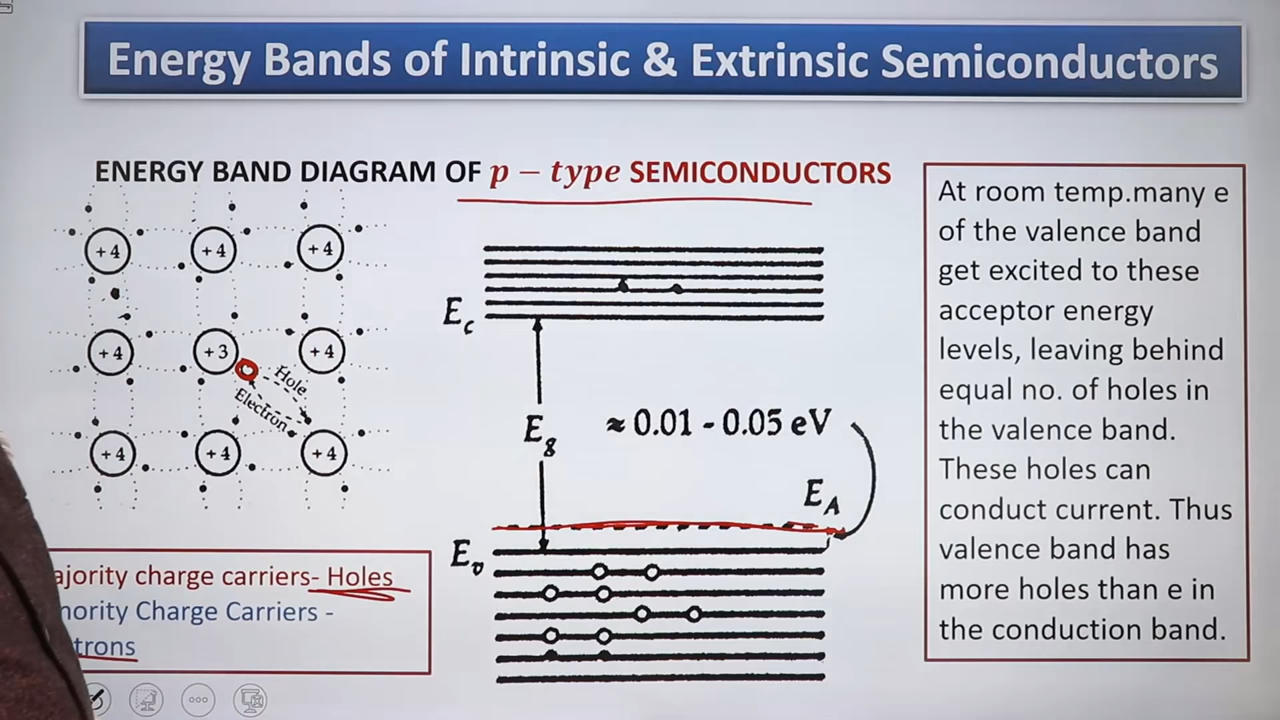 Energy Bands of Intrinsic & Extrinsic Semiconductors
ENERGY BAND DIAGRAM OF p – type SEMICONDUCTORS
+4 +4 +4
+4 +3 +4
Hole
Electron
+4 +4 +4
Ec
Eg
≈ 0.01 - 0.05 eV
EA
Ev
ajority charge carriers- Holes
nority Charge Carriers -
trons
At room temp.many e
of the valence band
get excited to these
acceptor energy
levels, leaving behind
equal no. of holes in
the valence band.
These holes can
conduct current. Thus
valence band has
more holes than e in
the conduction band.